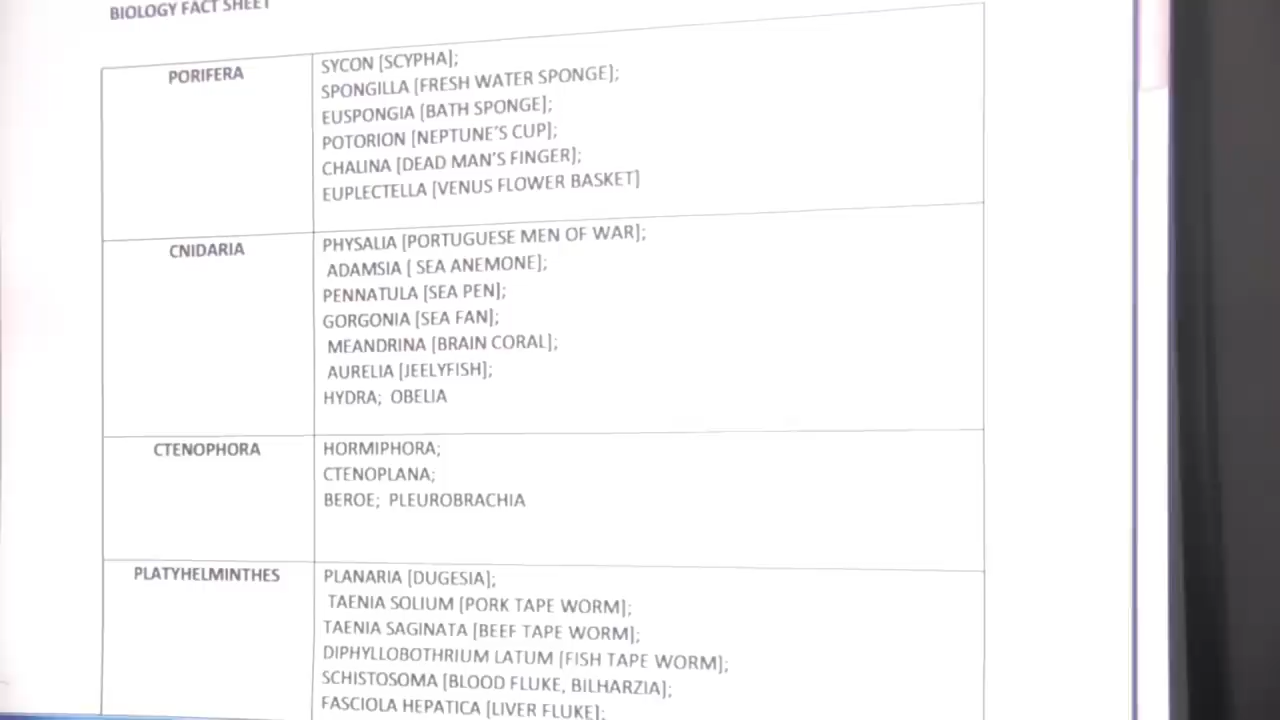 BIOLOGY FACT SHEET
PORIFERA
SYCON [SCYPHA];
SPONGILLA [FRESH WATER SPONGE];
EUSPONGIA [BATH SPONGE];
POTORION [NEPTUNE'S CUP];
CHALINA [DEAD MAN'S FINGER];
EUPLECTELLA [VENUS FLOWER BASKET]
CNIDARIA
PHYSALIA [PORTUGUESE MEN OF WAR];
ADAMSIA [ SEA ANEMONE];
PENNATULA [SEA PEN];
GORGONIA [SEA FAN];
MEANDRINA [BRAIN CORAL];
AURELIA [JEELYFISH];
HYDRA; OBELIA
CTENOPHORA
HORMIPHORA;
CTENOPLANA;
BEROE; PLEUROBRACHIA
PLATYHELMINTHES
PLANARIA [DUGESIA];
TAENIA SOLIUM [PORK TAPE WORM];
TAENIA SAGINATA [BEEF TAPE WORM];
DIPHYLLOBOTHRIUM LATUM [FISH TAPE WORM];
SCHISTOSOMA [BLOOD FLUKE, BILHARZIA];
FASCIOLA HEPATICA [LIVER FLUKE];